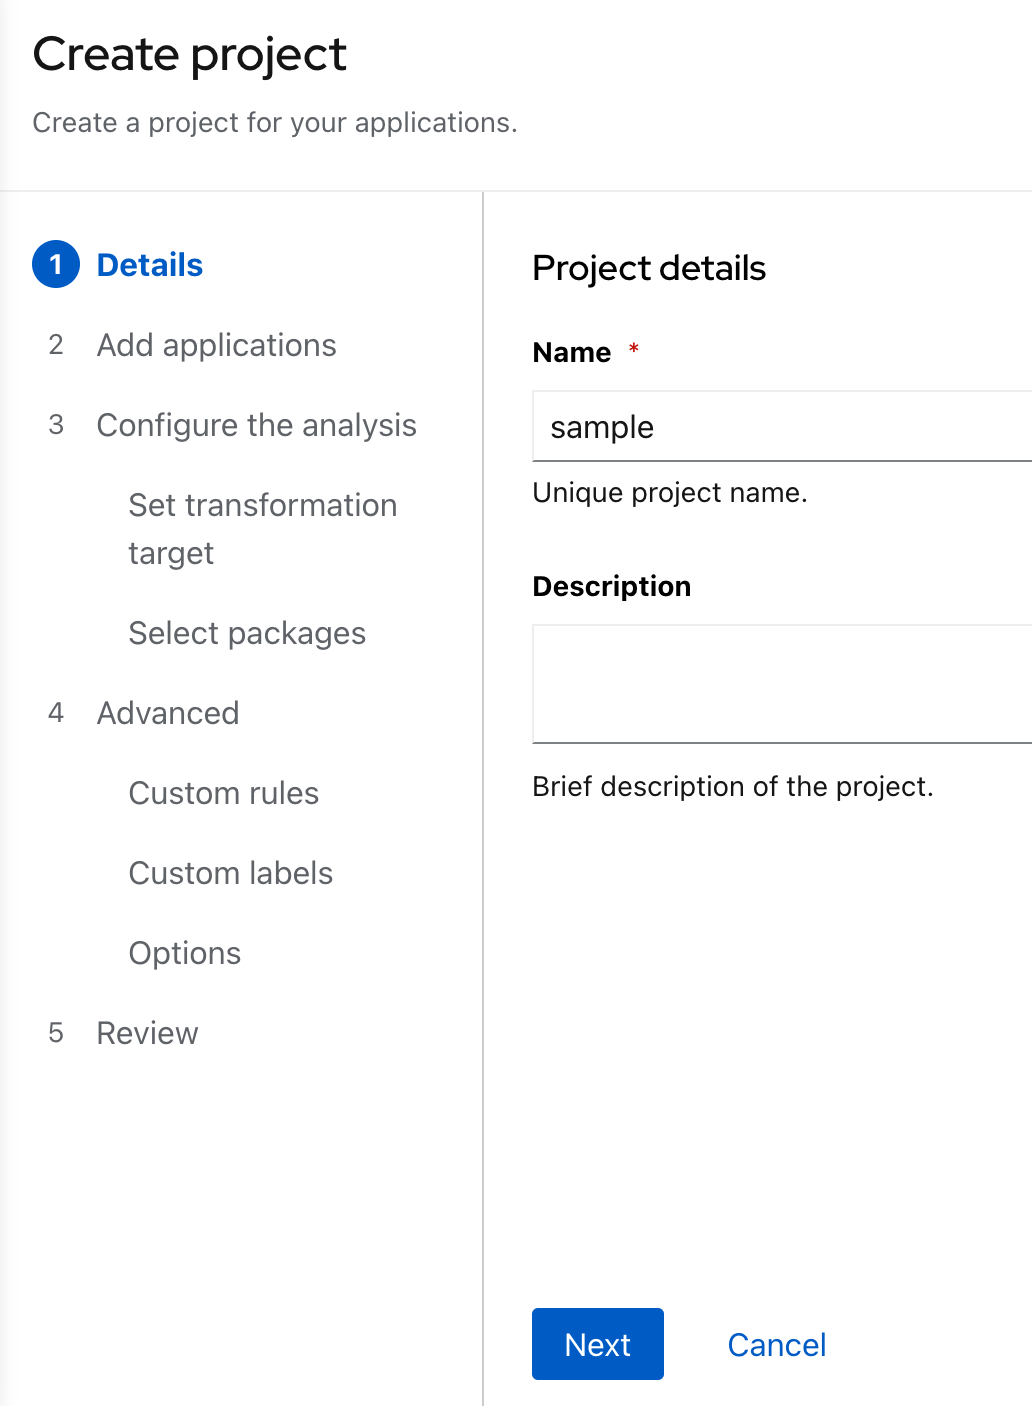 Create project
Create a project for your applications.
1 Details
2 Add applications
3 Configure the analysis
Set transformation
target
Select packages
4 Advanced
Custom rules
Custom labels
Options
5 Review
Project details
Name *
sample
Unique project name.
Description
Brief description of the project.
Next Cancel